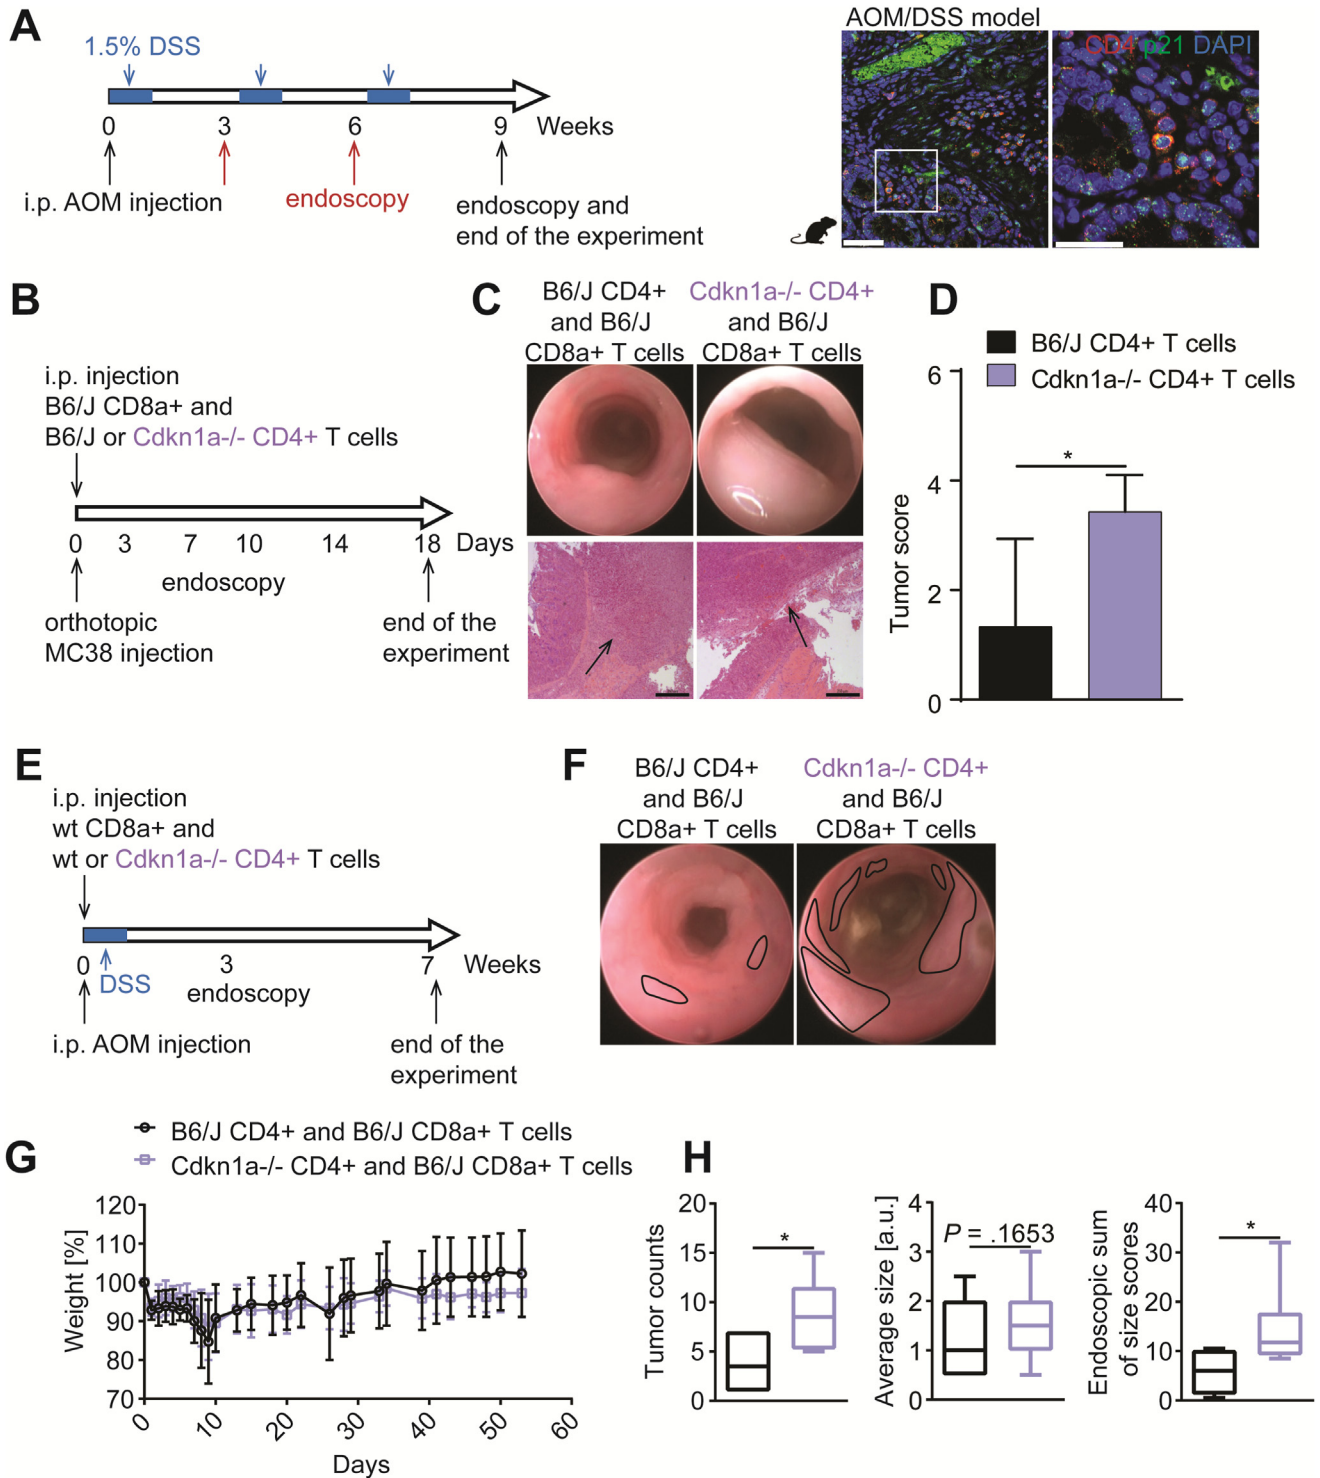 A
1.5% DSS
0
3
6
9
Weeks
i.p. AOM injection
endoscopy
endoscopy and
end of the experiment
AOM/DSS model
CD4 p21 DAPI
B
i.p. injection
B6/J CD8a+ and
B6/J or Cdkn1a-/- CD4+ T cells
0
3
7
10
14
18
Days
endoscopy
orthotopic
MC38 injection
end of the
experiment
C
B6/J CD4+
and B6/J
CD8a+ T cells
Cdkn1a-/- CD4+
and B6/J
CD8a+ T cells
D
B6/J CD4+ T cells
Cdkn1a-/- CD4+ T cells
6
4
2
0
Tumor score
*
E
i.p. injection
wt CD8a+ and
wt or Cdkn1a-/- CD4+ T cells
0
3
7
Weeks
DSS
endoscopy
i.p. AOM injection
end of the
experiment
F
B6/J CD4+
and B6/J
CD8a+ T cells
Cdkn1a-/- CD4+
and B6/J
CD8a+ T cells
G
B6/J CD4+ and B6/J CD8a+ T cells
Cdkn1a-/- CD4+ and B6/J CD8a+ T cells
120
110
100
90
80
70
Weight [%]
0
10
20
30
40
50
60
Days
H
20
15
10
5
0
Tumor counts
*
4
3
2
1
0
Average size [a.u.]
P = .1653
40
30
20
10
0
Endoscopic sum
of size scores
*